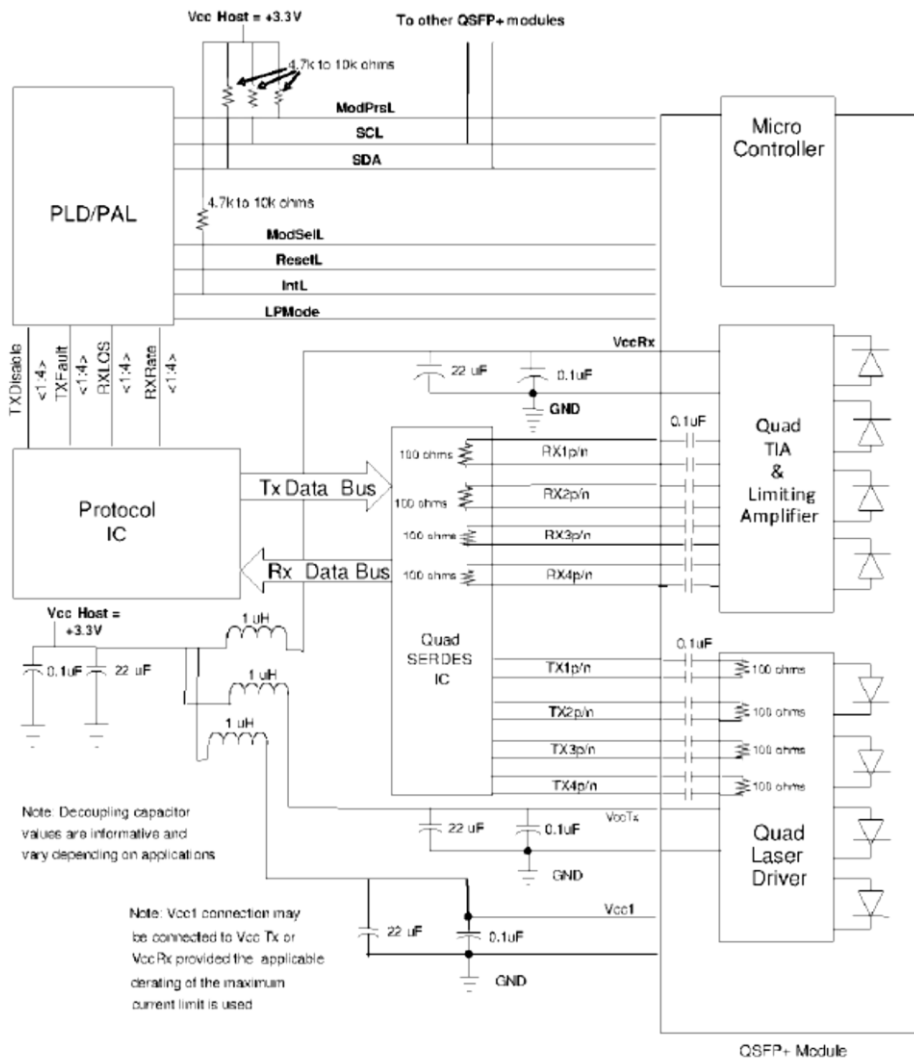 Vcc Host = +3.3V
To other QSFP+ modules
4.7k to 10k ohms
ModPrsL
SCL
SDA
Micro
Controller
PLD/PAL
4.7k to 10k ohms
ModSelL
ResetL
IntL
LPMode
TXDisable
<1:4>
TXFault
<1:4>
RXLOS
<1:4>
RXRate
<1:4>
VccRx
22 uF
0.1uF
GND
Quad
TIA
&
Limiting
Amplifier
0.1uF
100 ohms
RX1p/n
100 ohms
RX2p/n
100 ohms
RX3p/n
100 ohms
RX4p/n
Protocol
IC
Tx Data Bus
Rx Data Bus
Vcc Host =
+3.3V
0.1uF
22 uF
1 uH
1 uH
1 uH
Quad
SERDES
IC
0.1uF
TX1p/n
100 ohms
TX2p/n
100 ohms
TX3p/n
100 ohms
TX4p/n
100 ohms
VccTx
22 uF
0.1uF
GND
Quad
Laser
Driver
Note: Decoupling capacitor
values are informative and
vary depending on applications
Vcc1
22 uF
0.1uF
GND
Note: Vcc1 connection may
be connected to Vcc Tx or
VccRx provided the applicable
derating of the maximum
current limit is used
QSFP+ Module